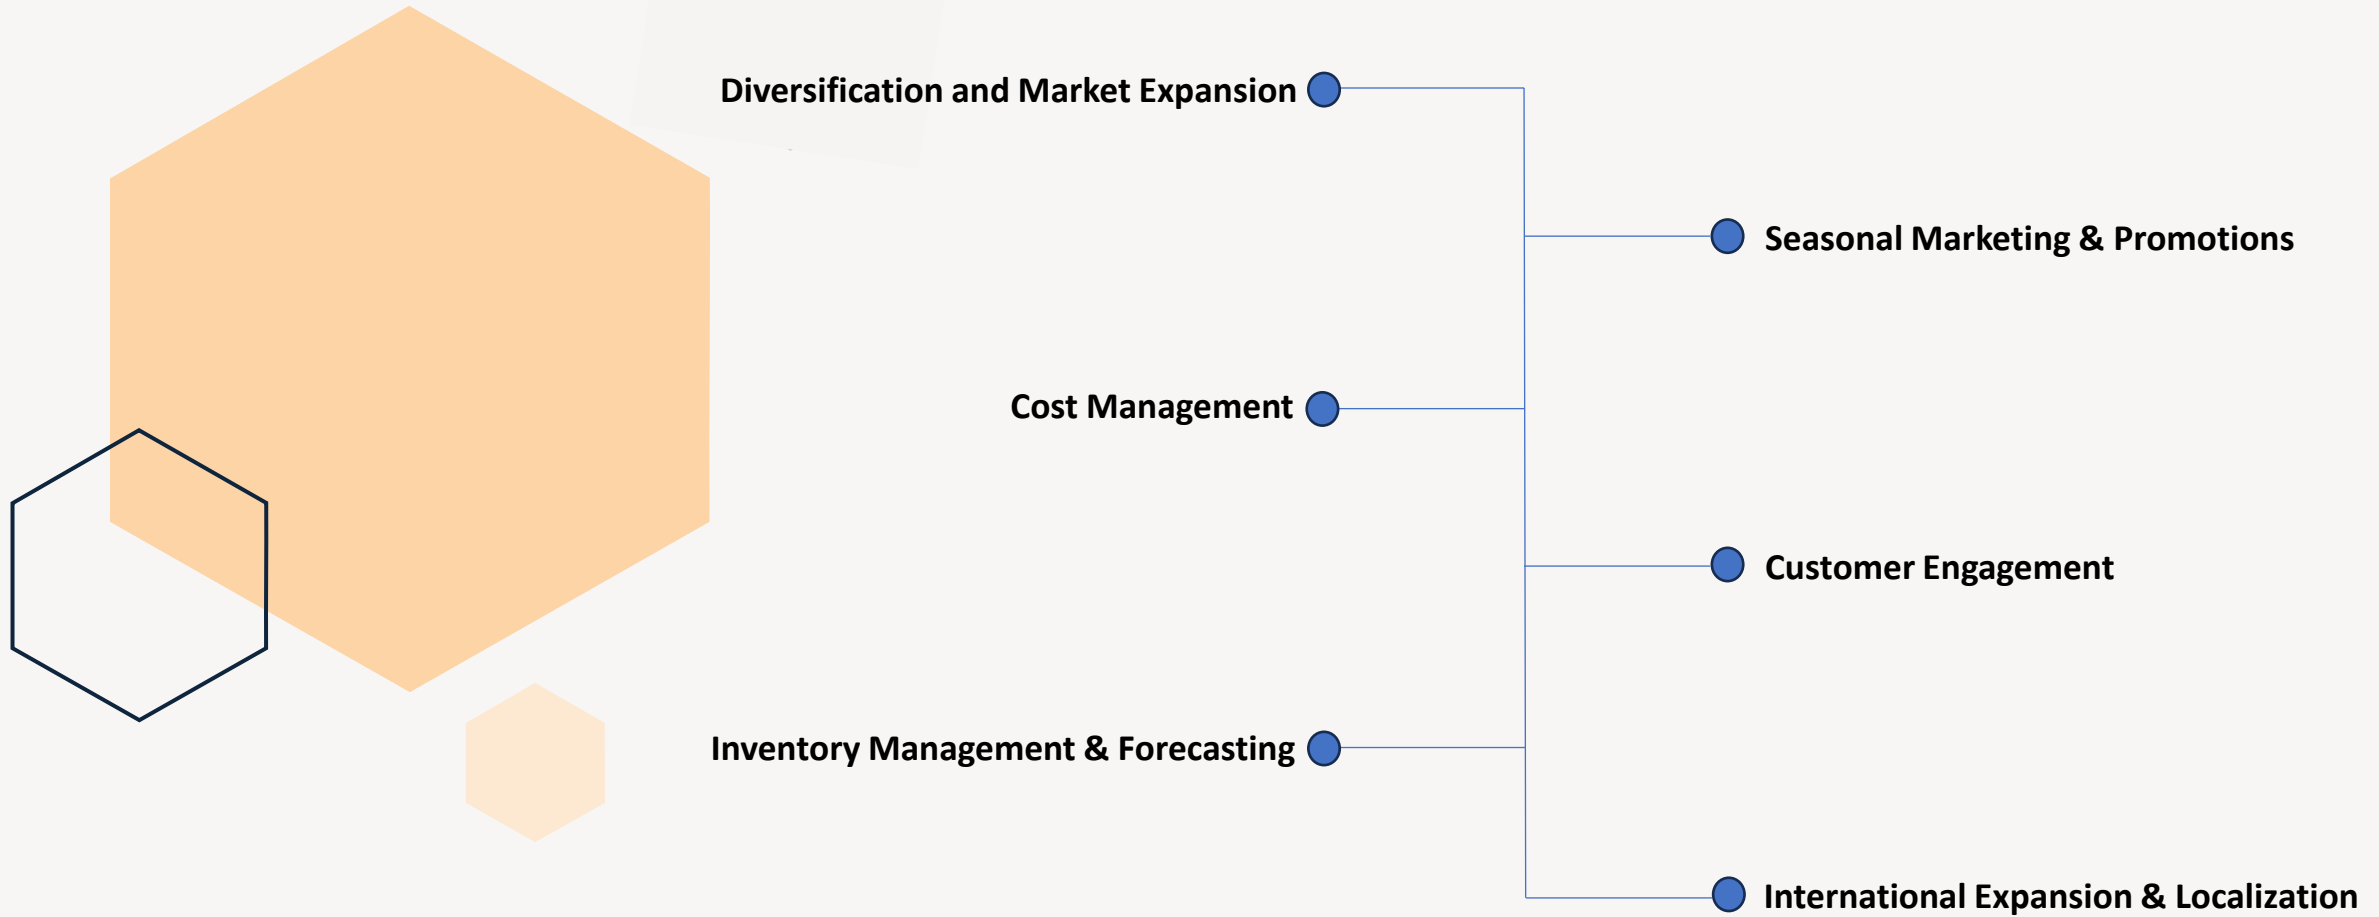 Diversification and Market Expansion
Seasonal Marketing & Promotions
Cost Management
Customer Engagement
Inventory Management & Forecasting
International Expansion & Localization